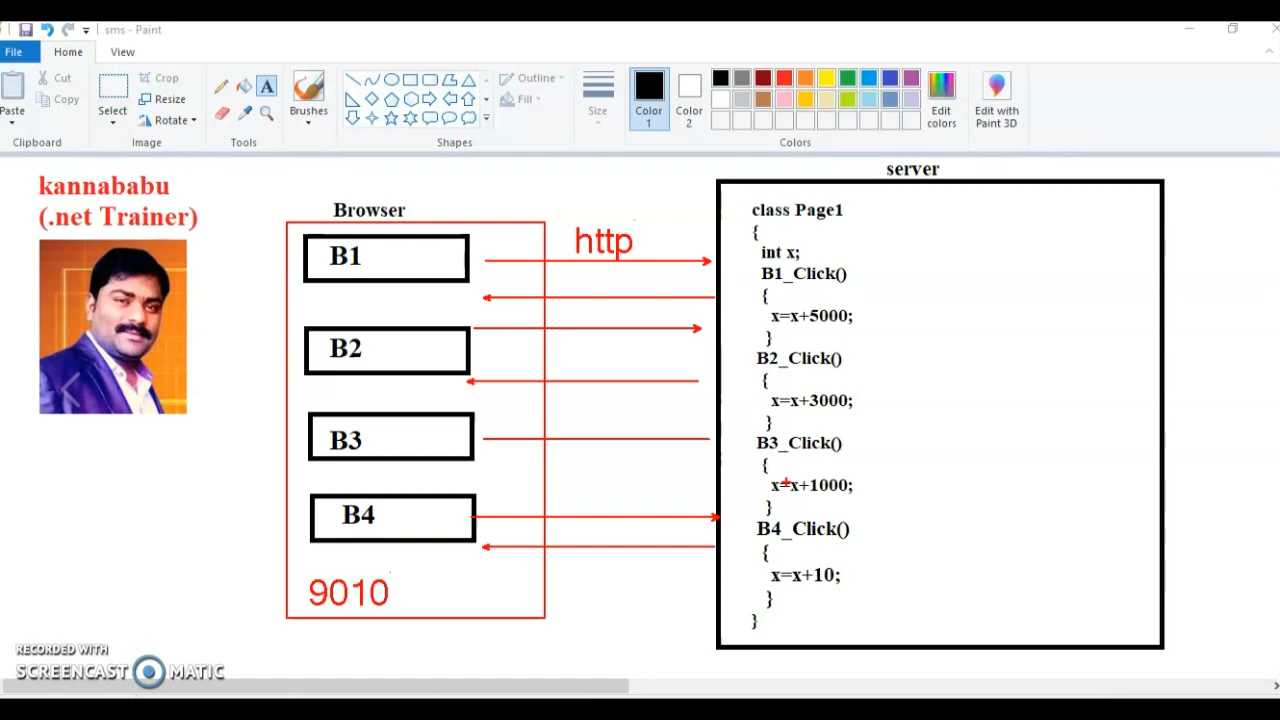 sms - Paint
File Home View
Paste
Cut
Copy
Clipboard
Select
Crop
Resize
Rotate
Image
Tools
Brushes
Shapes
Outline
Fill
Size
Color
1
Color
2
Colors
Edit
colors
Edit with
Paint 3D
kannababu
(.net Trainer)
Browser
B1
B2
B3
B4
9010
http
server
class Page1
{
int x;
B1_Click()
{
x=x+5000;
}
B2_Click()
{
x=x+3000;
}
B3_Click()
{
x=x+1000;
}
B4_Click()
{
x=x+10;
}
}
RECORDED WITH
SCREENCAST MATIC